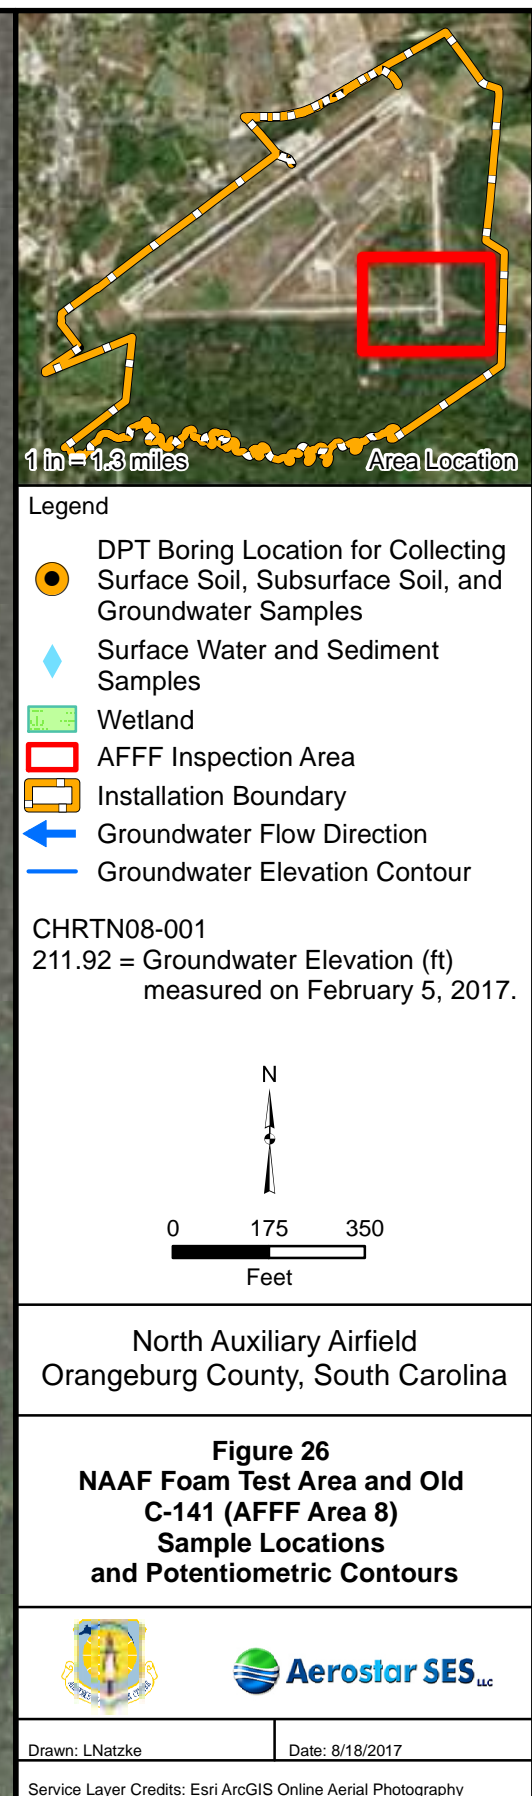 1 in = 1.3 miles Area Location
Legend
DPT Boring Location for Collecting
Surface Soil, Subsurface Soil, and
Groundwater Samples
Surface Water and Sediment
Samples
Wetland
AFFF Inspection Area
Installation Boundary
Groundwater Flow Direction
Groundwater Elevation Contour
CHRTN08-001
211.92 = Groundwater Elevation (ft)
measured on February 5, 2017.
N
0 175 350
Feet
North Auxiliary Airfield
Orangeburg County, South Carolina
Figure 26
NAAF Foam Test Area and Old
C-141 (AFFF Area 8)
Sample Locations
and Potentiometric Contours
Aerostar SES LLC
Drawn: LNatzke
Date: 8/18/2017
Service Layer Credits: Esri ArcGIS Online Aerial Photography